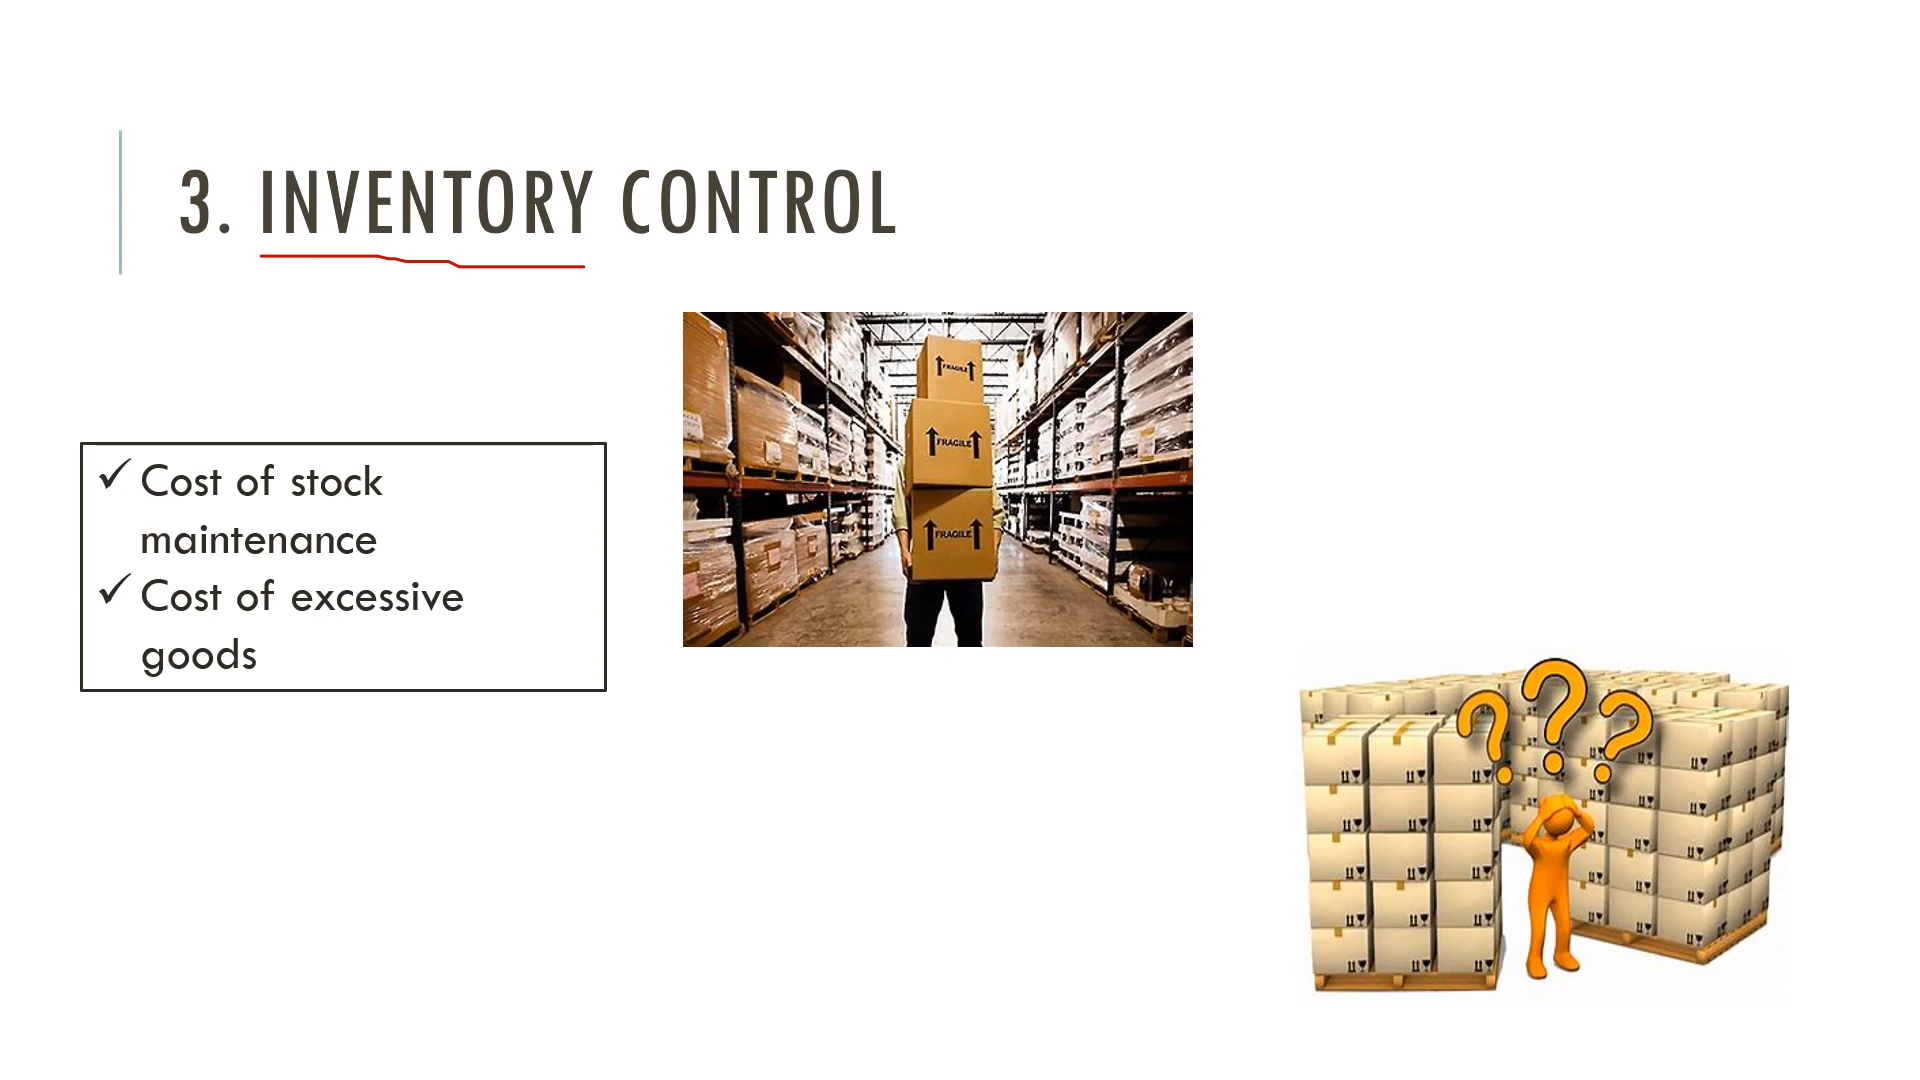 3. INVENTORY CONTROL
✓ Cost of stock
maintenance
✓ Cost of excessive
goods
FRAGILE
FRAGILE
FRAGILE